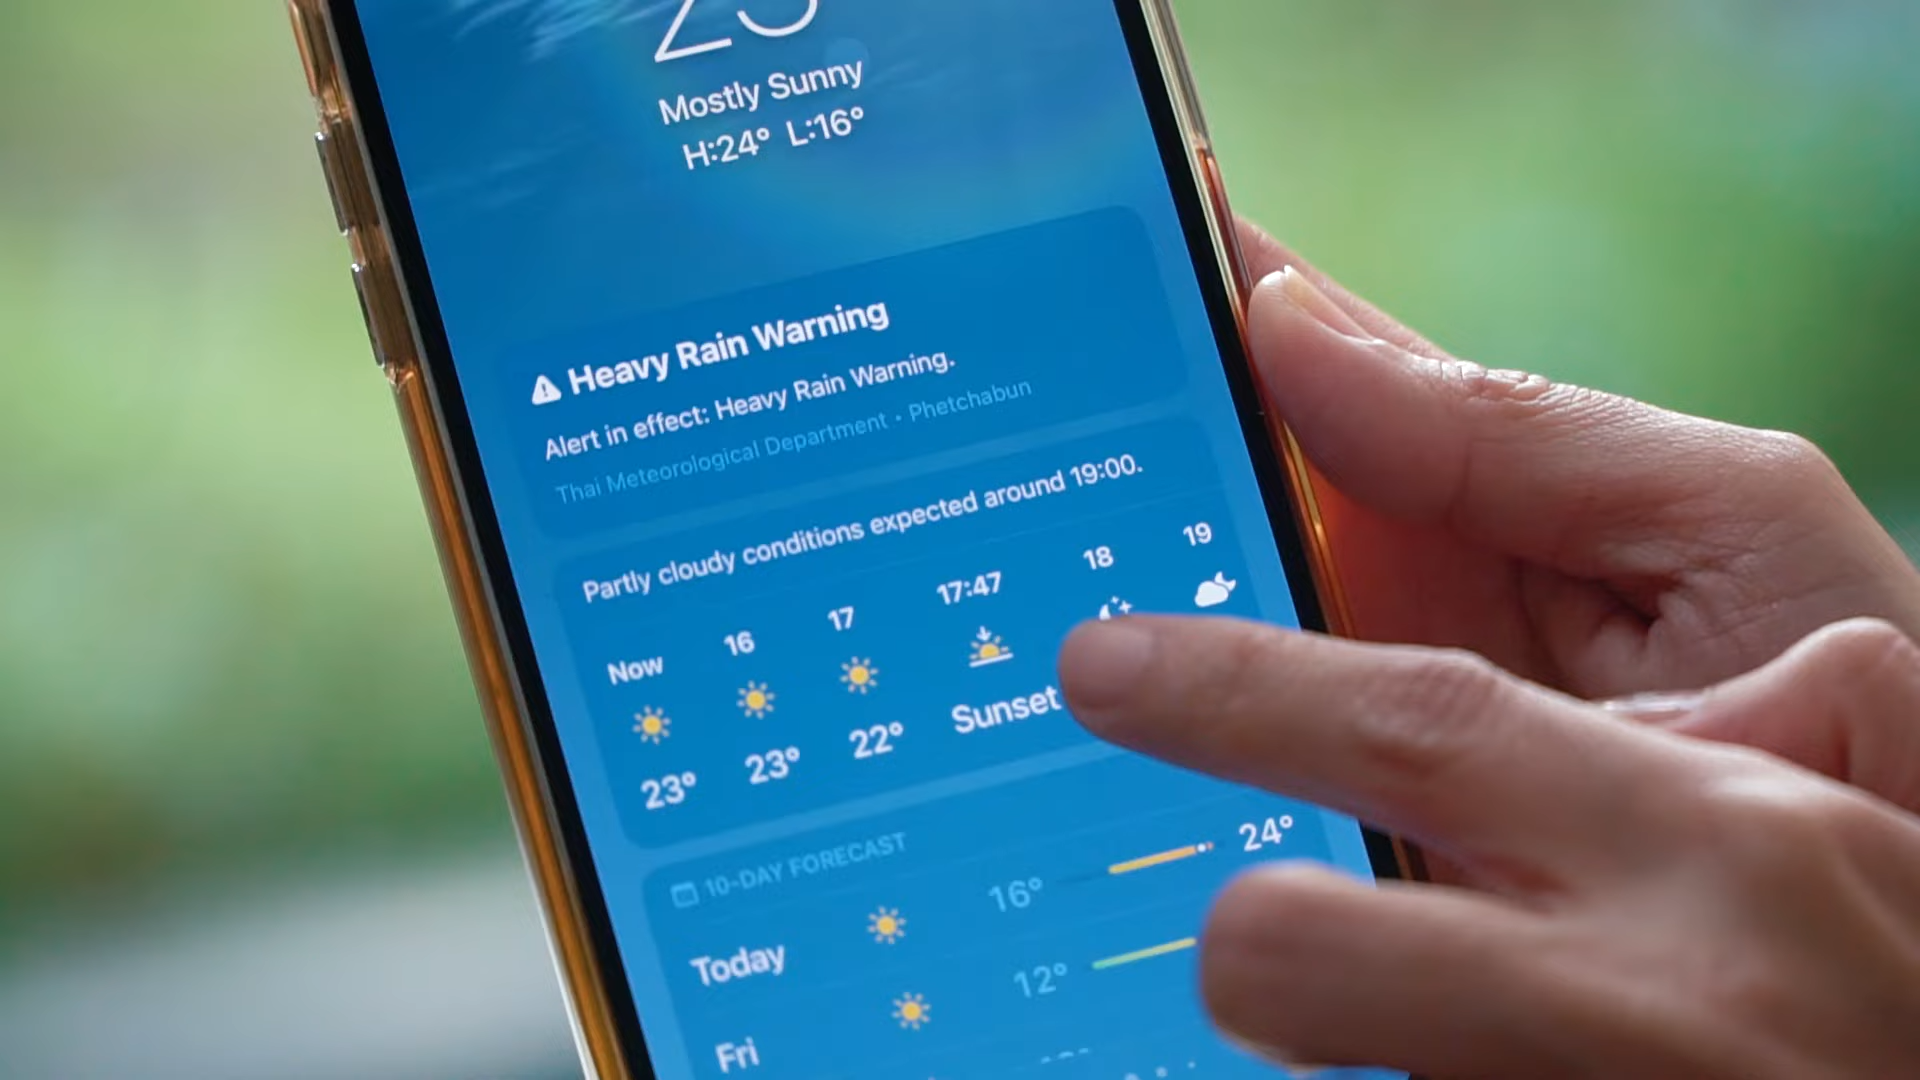 23°
Mostly Sunny
H:24° L:16°
Heavy Rain Warning
Alert in effect: Heavy Rain Warning.
Thai Meteorological Department • Phetchabun
Partly cloudy conditions expected around 19:00.
Now 16 17 17:47 18 19
23° 23° 22° Sunset
10-DAY FORECAST
Today 16° 24°
Fri 12°